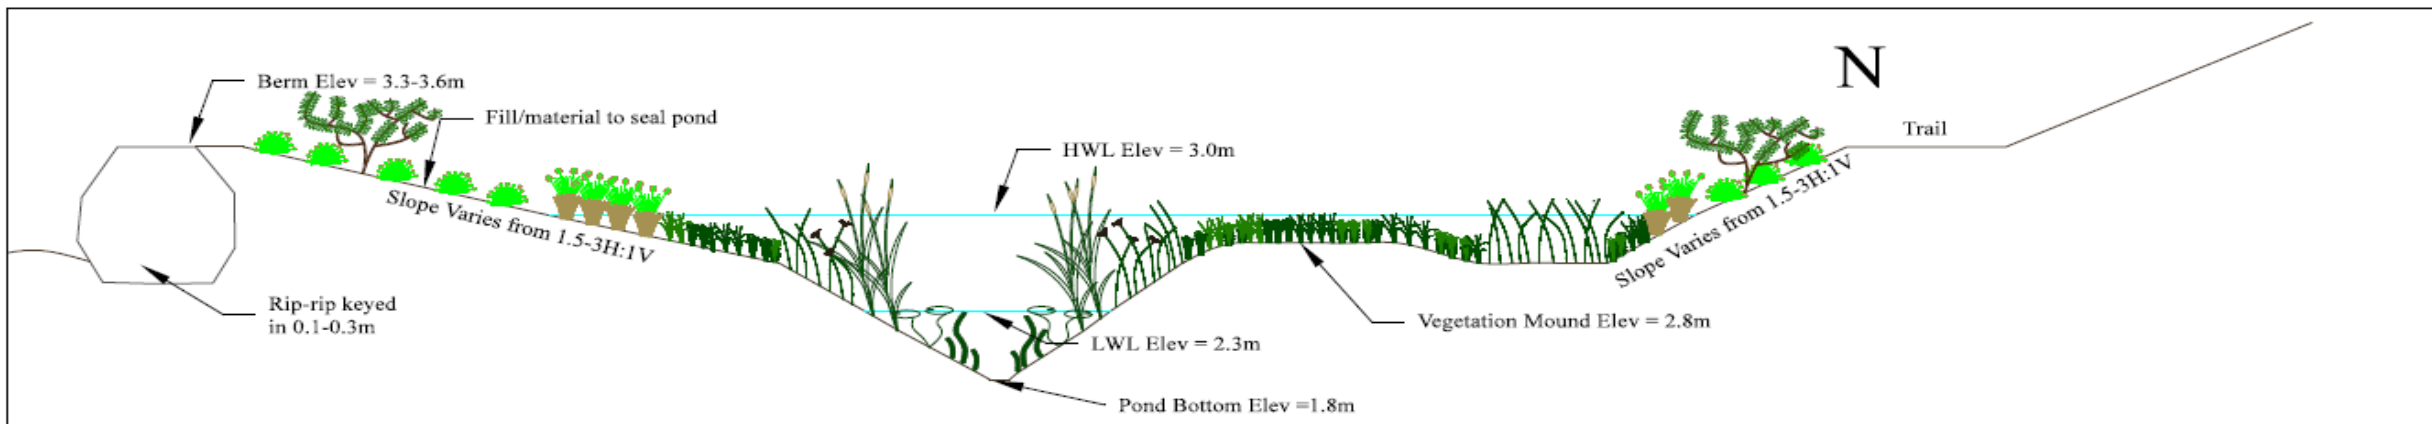 N
Berm Elev = 3.3-3.6m
Fill/material to seal pond
Trail
HWL Elev = 3.0m
Slope Varies from 1.5-3H:1V
Slope Varies from 1.5-3H:1V
Rip-rip keyed
in 0.1-0.3m
Vegetation Mound Elev = 2.8m
LWL Elev = 2.3m
Pond Bottom Elev =1.8m